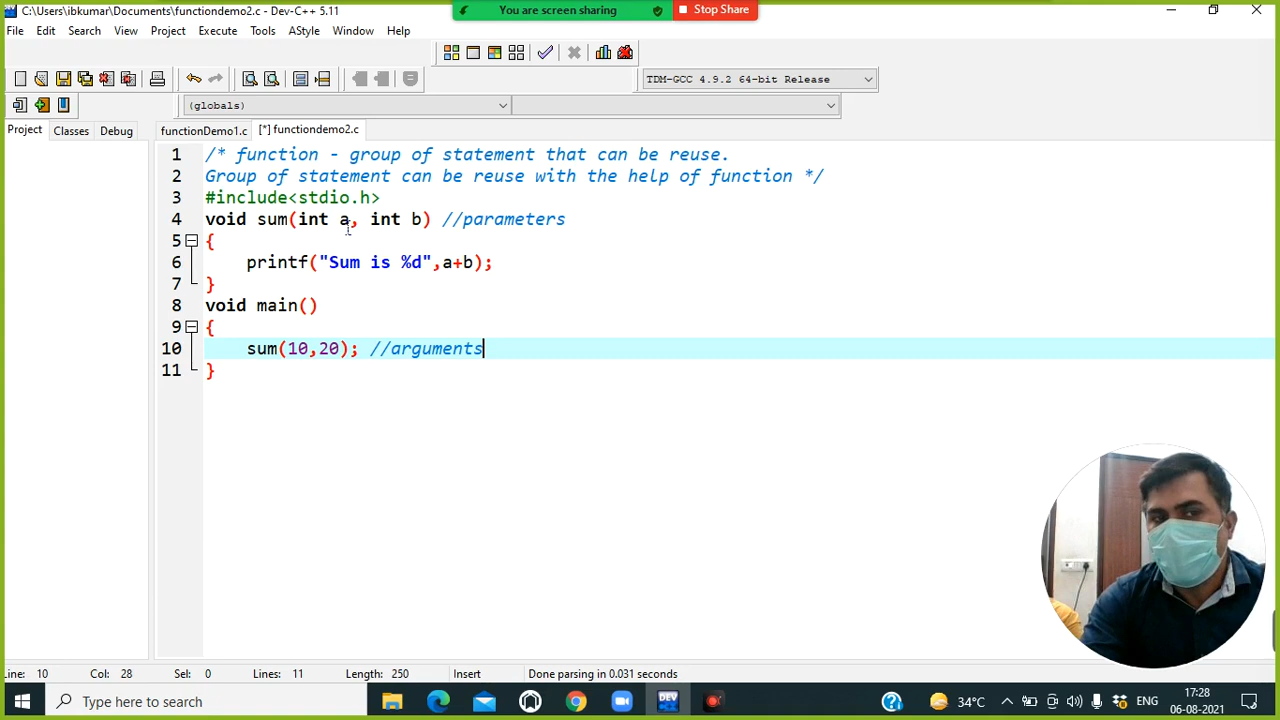 C:\Users\ibkumar\Documents\functiondemo2.c - Dev-C++ 5.11
You are screen sharing
Stop Share
File Edit Search View Project Execute Tools AStyle Window Help
TDM-GCC 4.9.2 64-bit Release
(globals)
Project Classes Debug
functionDemo1.c [*] functiondemo2.c
1 /* function - group of statement that can be reuse.
2 Group of statement can be reuse with the help of function */
3 #include<stdio.h>
4 void sum(int a, int b) //parameters
5 {
6 printf("Sum is %d",a+b);
7 }
8 void main()
9 {
10 sum(10,20); //arguments
11 }
Line: 10 Col: 28 Sel: 0 Lines: 11 Length: 250 Insert Done parsing in 0.031 seconds
Type here to search
DEV
34°C
ENG
17:28
06-08-2021